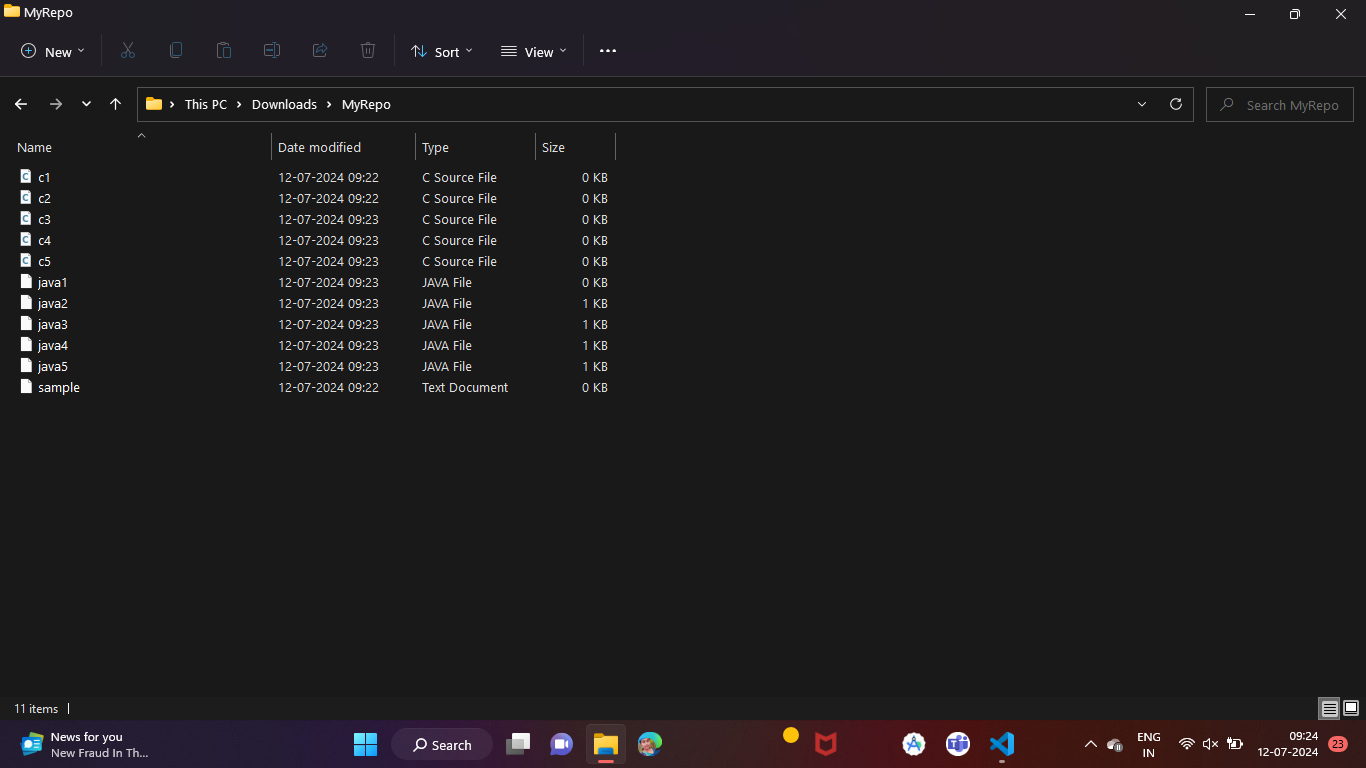 MyRepo
New Sort View
This PC Downloads MyRepo Search MyRepo
Name Date modified Type Size
c1 12-07-2024 09:22 C Source File 0 KB
c2 12-07-2024 09:22 C Source File 0 KB
c3 12-07-2024 09:23 C Source File 0 KB
c4 12-07-2024 09:23 C Source File 0 KB
c5 12-07-2024 09:23 C Source File 0 KB
java1 12-07-2024 09:23 JAVA File 0 KB
java2 12-07-2024 09:23 JAVA File 1 KB
java3 12-07-2024 09:23 JAVA File 1 KB
java4 12-07-2024 09:23 JAVA File 1 KB
java5 12-07-2024 09:23 JAVA File 1 KB
sample 12-07-2024 09:22 Text Document 0 KB
11 items
News for you
New Fraud In Th...
Search
ENG
IN
09:24
12-07-2024
23